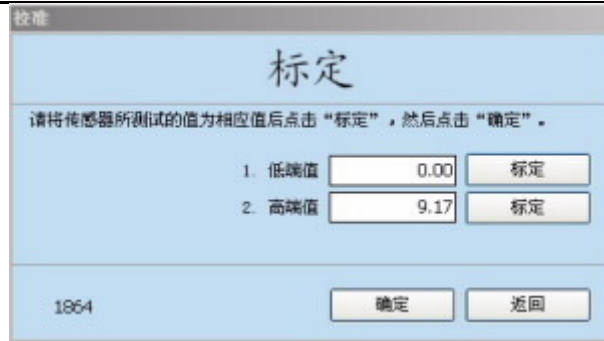 校准
标定
请将传感器所测试的值为相应值后点击“标定”，然后点击“确定”。
1. 低端值 0.00 标定
2. 高端值 9.17 标定
1864 确定 返回